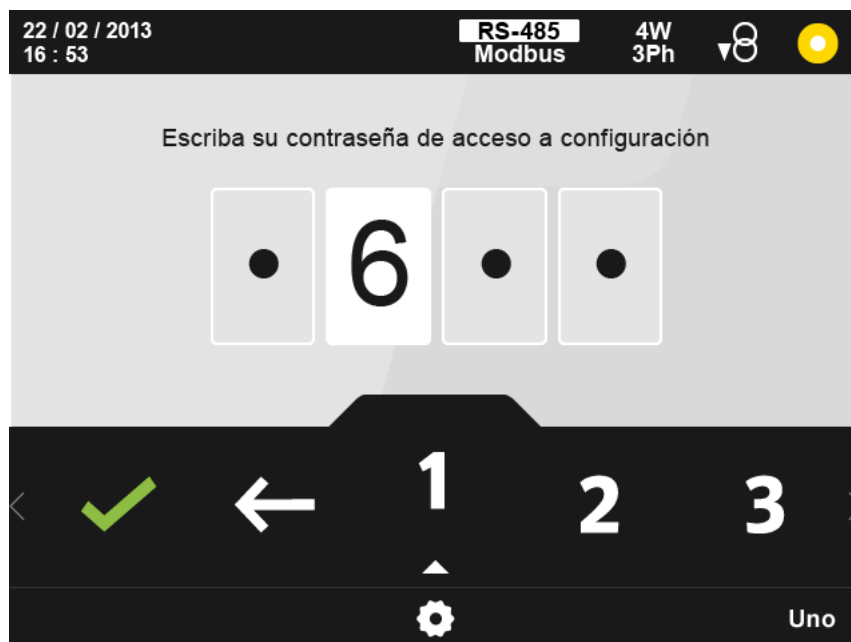 22 / 02 / 2013
16 : 53
RS-485
Modbus
4W
3Ph
Escriba su contraseña de acceso a configuración
6
1
2
3
Uno